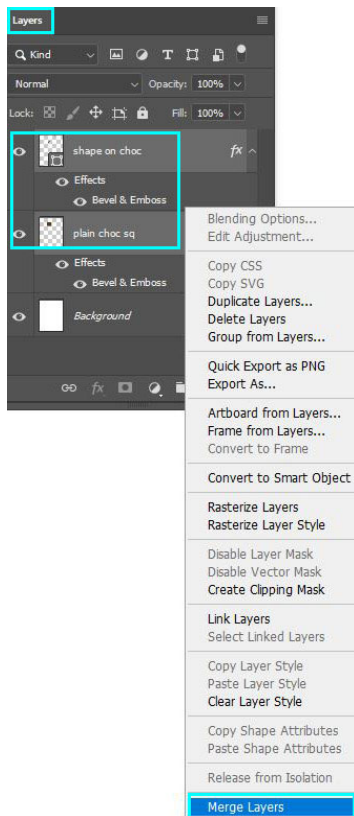 Layers
Kind
T
Normal Opacity: 100%
Lock: Fill: 100%
shape on choc fx
Effects
Bevel & Emboss
plain choc sq
Effects
Bevel & Emboss
Background
fx
Blending Options...
Edit Adjustment...
Copy CSS
Copy SVG
Duplicate Layers...
Delete Layers
Group from Layers...
Quick Export as PNG
Export As...
Artboard from Layers...
Frame from Layers...
Convert to Frame
Convert to Smart Object
Rasterize Layers
Rasterize Layer Style
Disable Layer Mask
Disable Vector Mask
Create Clipping Mask
Link Layers
Select Linked Layers
Copy Layer Style
Paste Layer Style
Clear Layer Style
Copy Shape Attributes
Paste Shape Attributes
Release from Isolation
Merge Layers